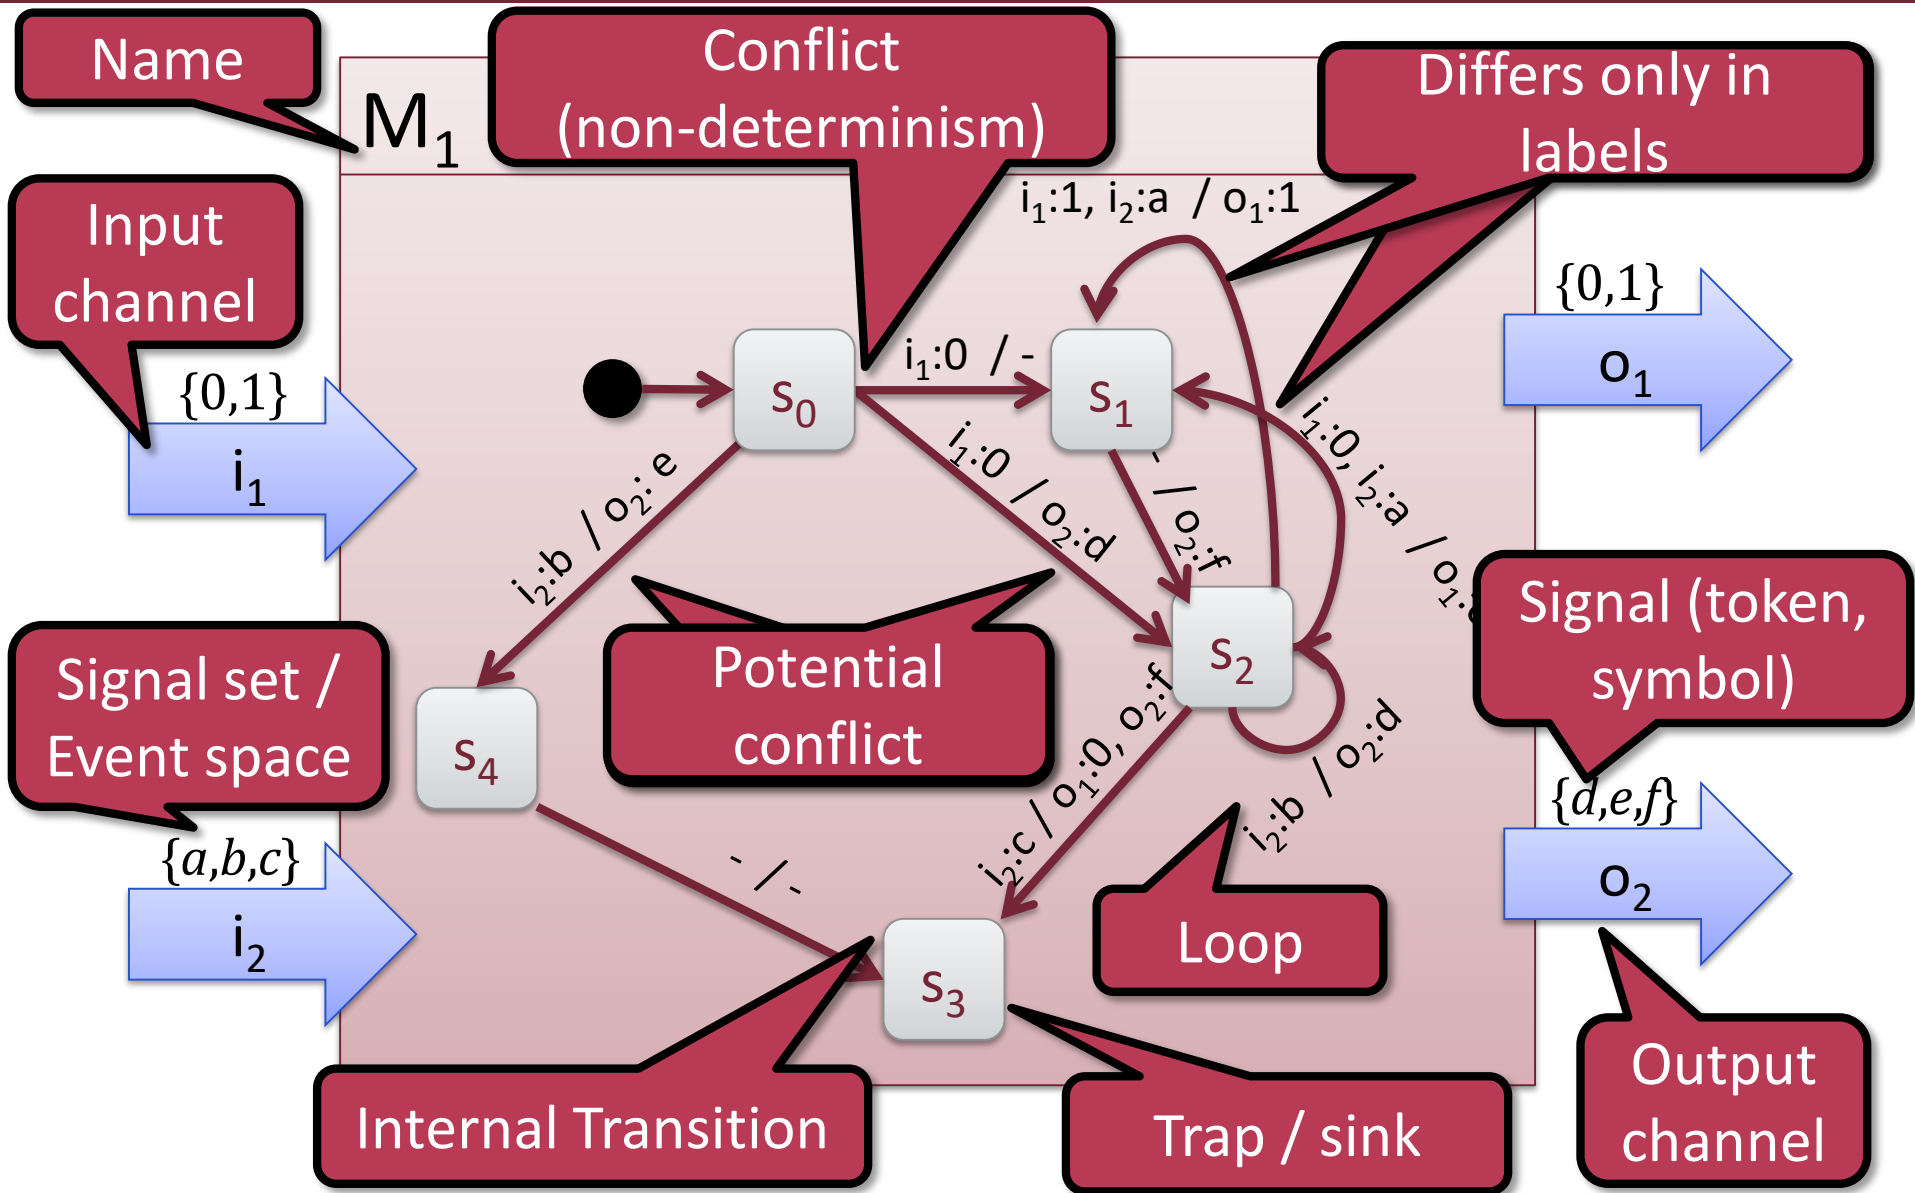 Name
Conflict
(non-determinism)
Differs only in
labels
M₁
Input
channel
i₁:1, i₂:a / o₁:1
{0,1}
i₁
{0,1}
o₁
s₀
i₁:0 / -
s₁
i₁:0 / o₂:d
- / o₂:f
i₁:0, i₂:a / o₁:
i₂:b / o₂: e
Signal (token,
symbol)
Signal set /
Event space
Potential
conflict
s₂
s₄
i₂:c / o₁:0, o₂:f
i₂:b / o₂:d
{d,e,f}
o₂
{a,b,c}
i₂
- / -
Loop
s₃
Internal Transition
Trap / sink
Output
channel